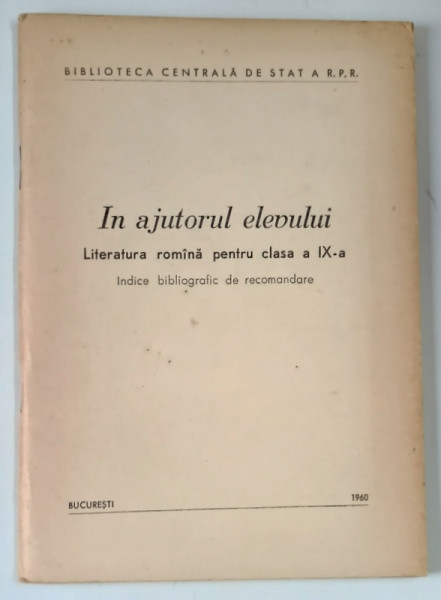 BIBLIOTECA CENTRALĂ DE STAT A R.P.R.
In ajutorul elevului
Literatura romînă pentru clasa a IX-a
Indice bibliografic de recomandare
BUCUREȘTI 1960